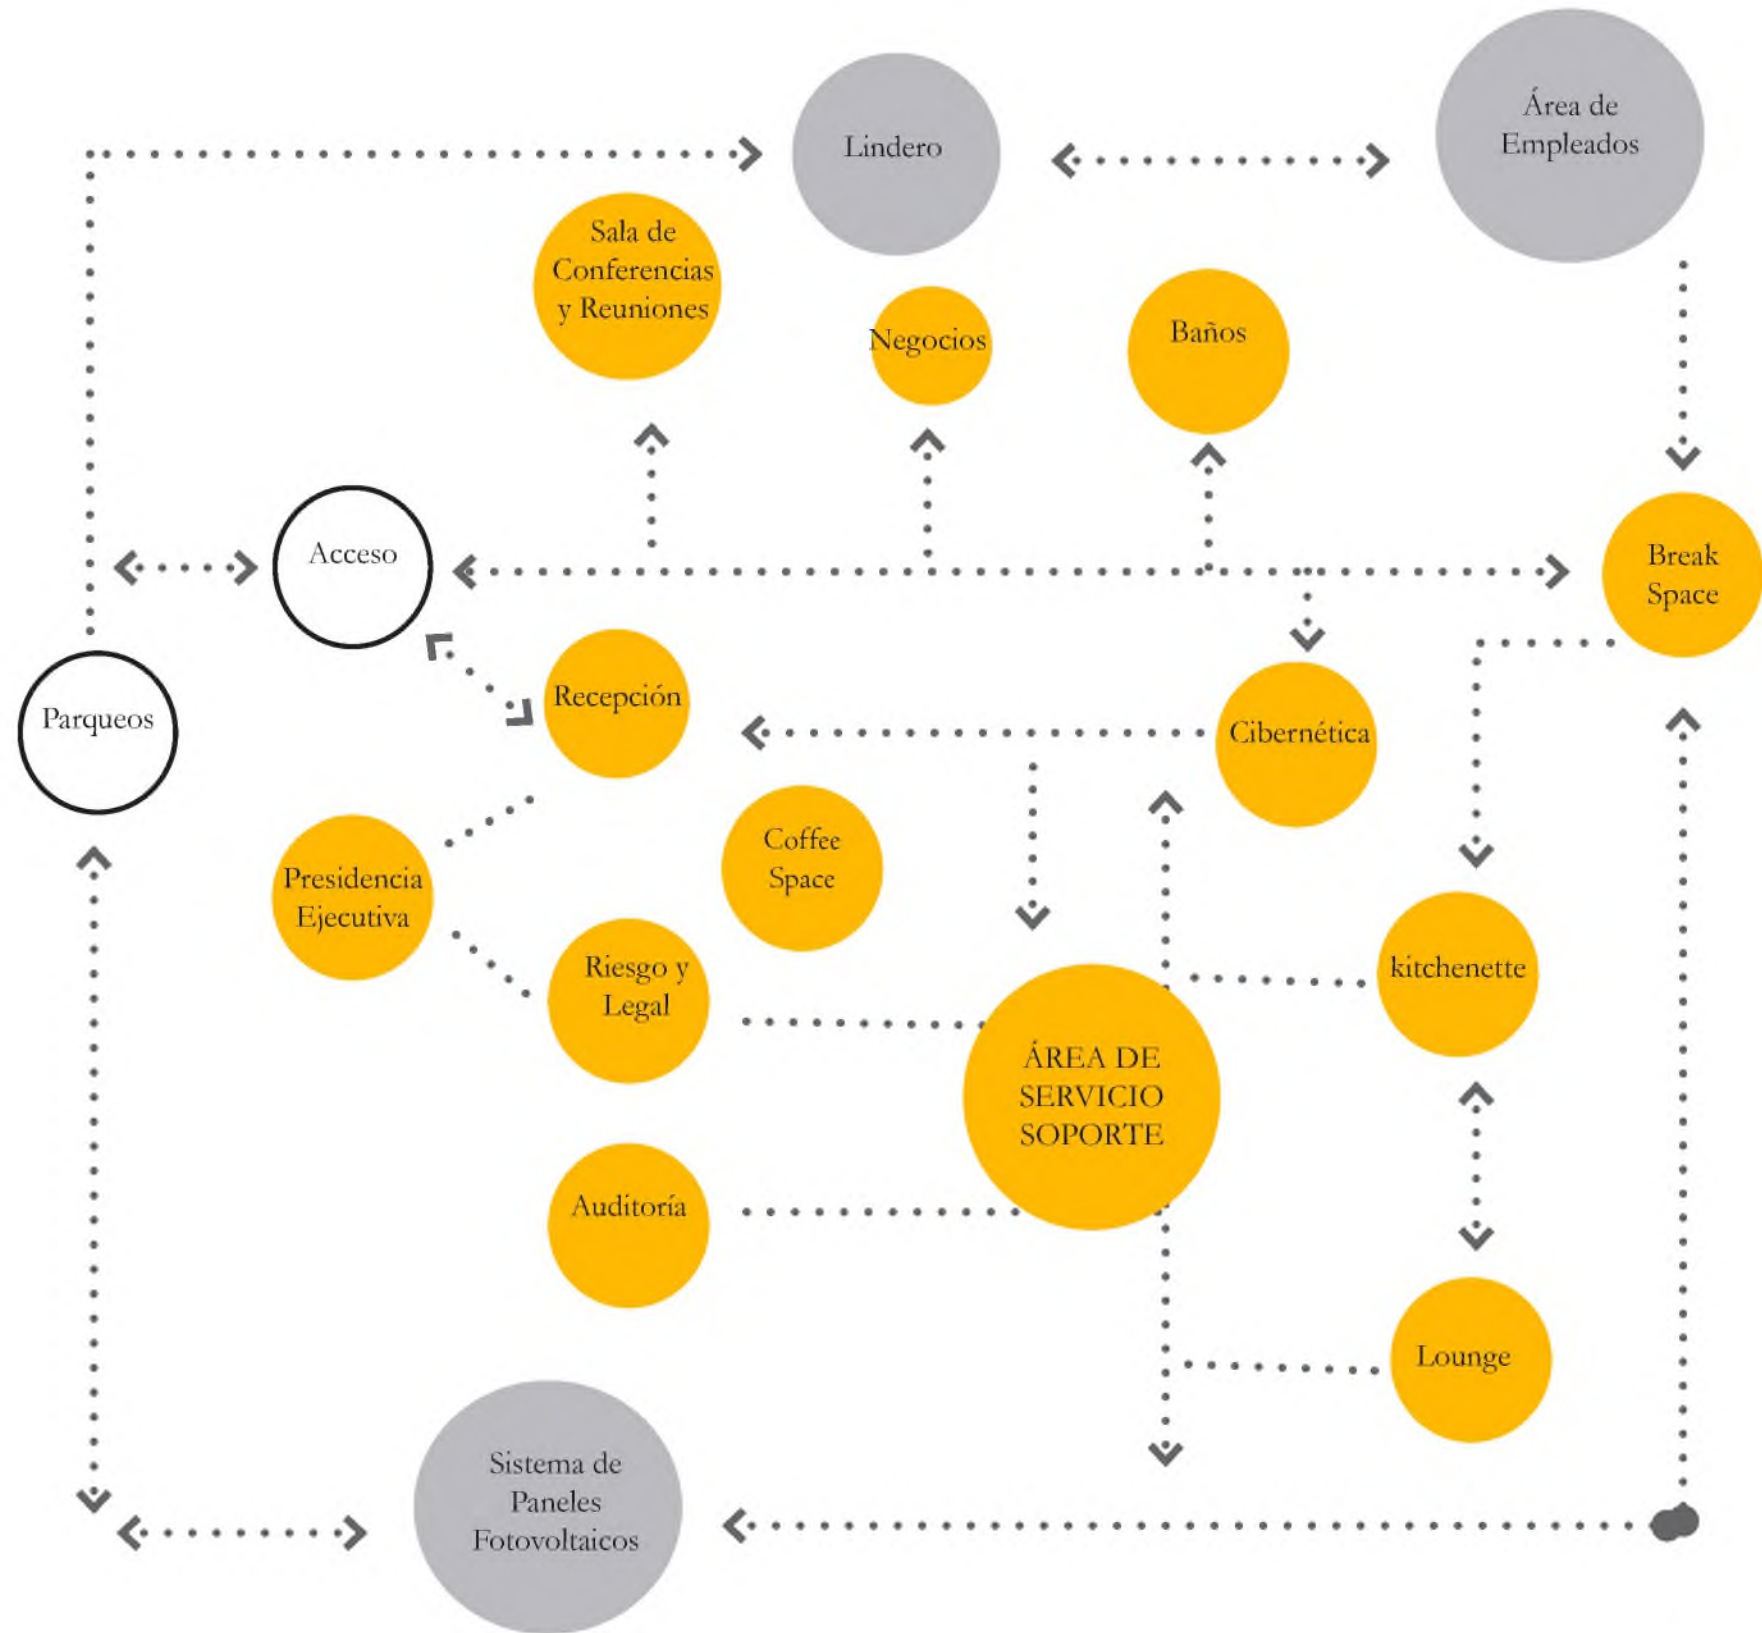 Lindero
Área de
Empleados
Sala de
Conferencias
y Reuniones
Negocios
Baños
Acceso
Break
Space
Recepción
Parqueos
Cibernética
Coffee
Space
Presidencia
Ejecutiva
Riesgo y
Legal
kitchenette
ÁREA DE
SERVICIO
SOPORTE
Auditoría
Lounge
Sistema de
Paneles
Fotovoltaicos